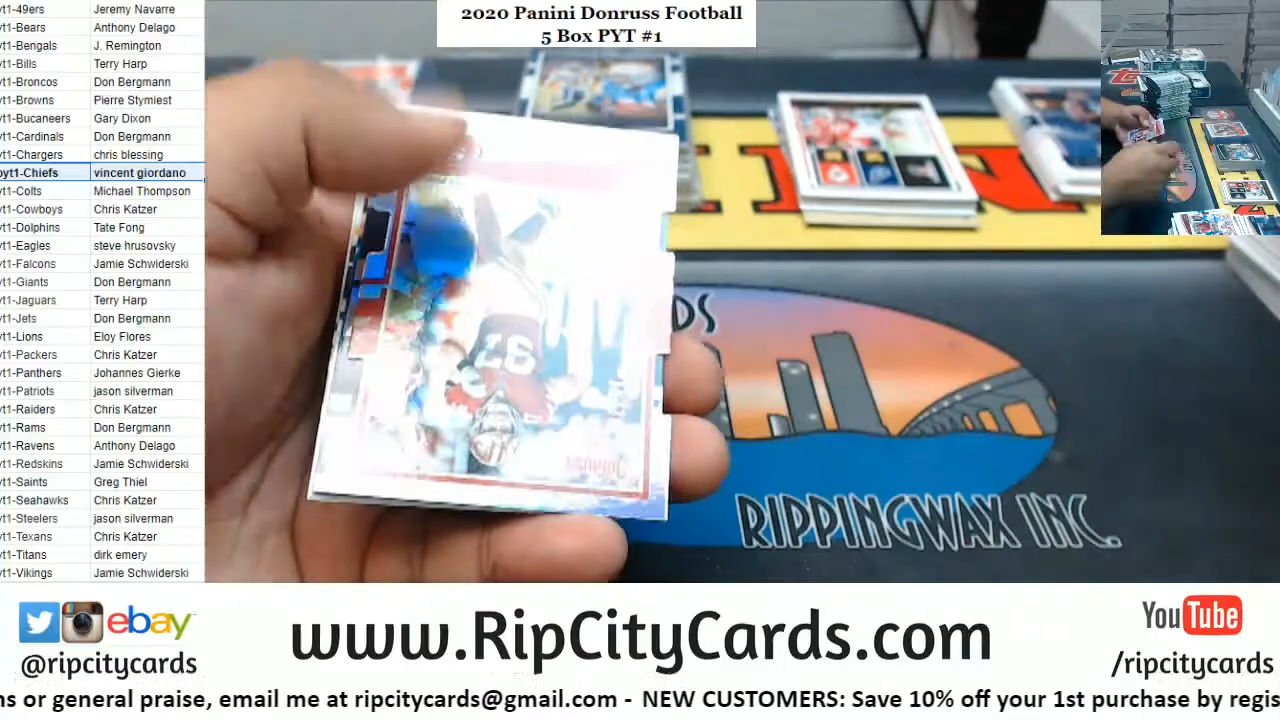 2020 Panini Donruss Football
5 Box PYT #1
yt1-49ers Jeremy Navarre
yt1-Bears Anthony Delago
yt1-Bengals J. Remington
yt1-Bills Terry Harp
yt1-Broncos Don Bergmann
yt1-Browns Pierre Stymiest
yt1-Bucaneers Gary Dixon
yt1-Cardinals Don Bergmann
yt1-Chargers chris blessing
pyt1-Chiefs vincent giordano
yt1-Colts Michael Thompson
yt1-Cowboys Chris Katzer
yt1-Dolphins Tate Fong
yt1-Eagles steve hrusovsky
yt1-Falcons Jamie Schwiderski
yt1-Giants Don Bergmann
yt1-Jaguars Terry Harp
yt1-Jets Don Bergmann
yt1-Lions Eloy Flores
yt1-Packers Chris Katzer
yt1-Panthers Johannes Gierke
yt1-Patriots jason silverman
yt1-Raiders Chris Katzer
yt1-Rams Don Bergmann
yt1-Ravens Anthony Delago
yt1-Redskins Jamie Schwiderski
yt1-Saints Greg Thiel
yt1-Seahawks Chris Katzer
yt1-Steelers jason silverman
yt1-Texans Chris Katzer
yt1-Titans dirk emery
yt1-Vikings Jamie Schwiderski
97
DS
RIPPINGWAX INC.
ebay
@ripcitycards
www.RipCityCards.com
YouTube
/ripcitycards
ns or general praise, email me at ripcitycards@gmail.com - NEW CUSTOMERS: Save 10% off your 1st purchase by regis